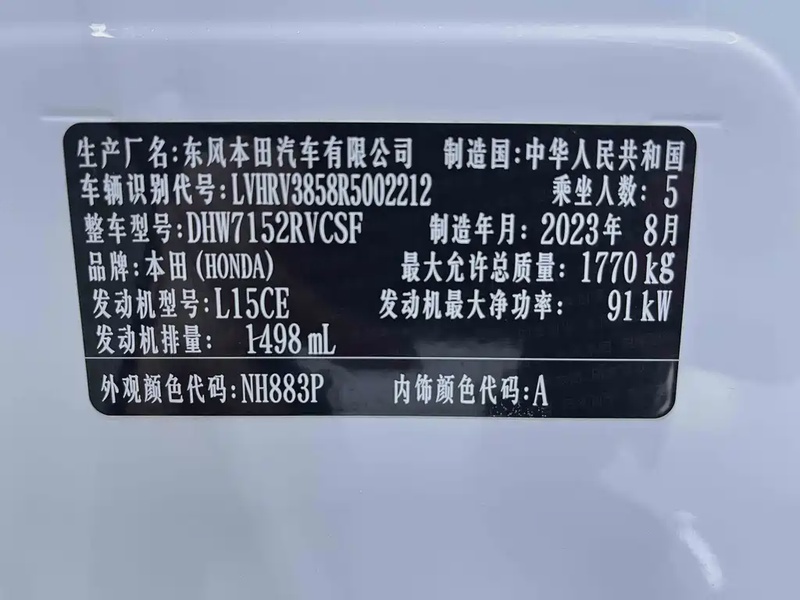 生产厂名:东风本田汽车有限公司 制造国:中华人民共和国
车辆识别代号:LVHRV3858R5002212 乘坐人数: 5
整车型号:DHW7152RVCSF 制造年月:2023年 8月
品牌:本田(HONDA) 最大允许总质量:1770kg
发动机型号:L15CE 发动机最大净功率: 91kW
发动机排量: 1498mL
外观颜色代码:NH883P 内饰颜色代码:A